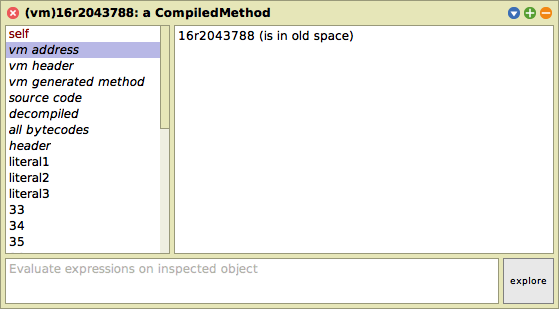 (vm)16r2043788: a CompiledMethod
self
vm address
vm header
vm generated method
source code
decompiled
all bytecodes
header
literal1
literal2
literal3
33
34
35
16r2043788 (is in old space)
Evaluate expressions on inspected object
explore